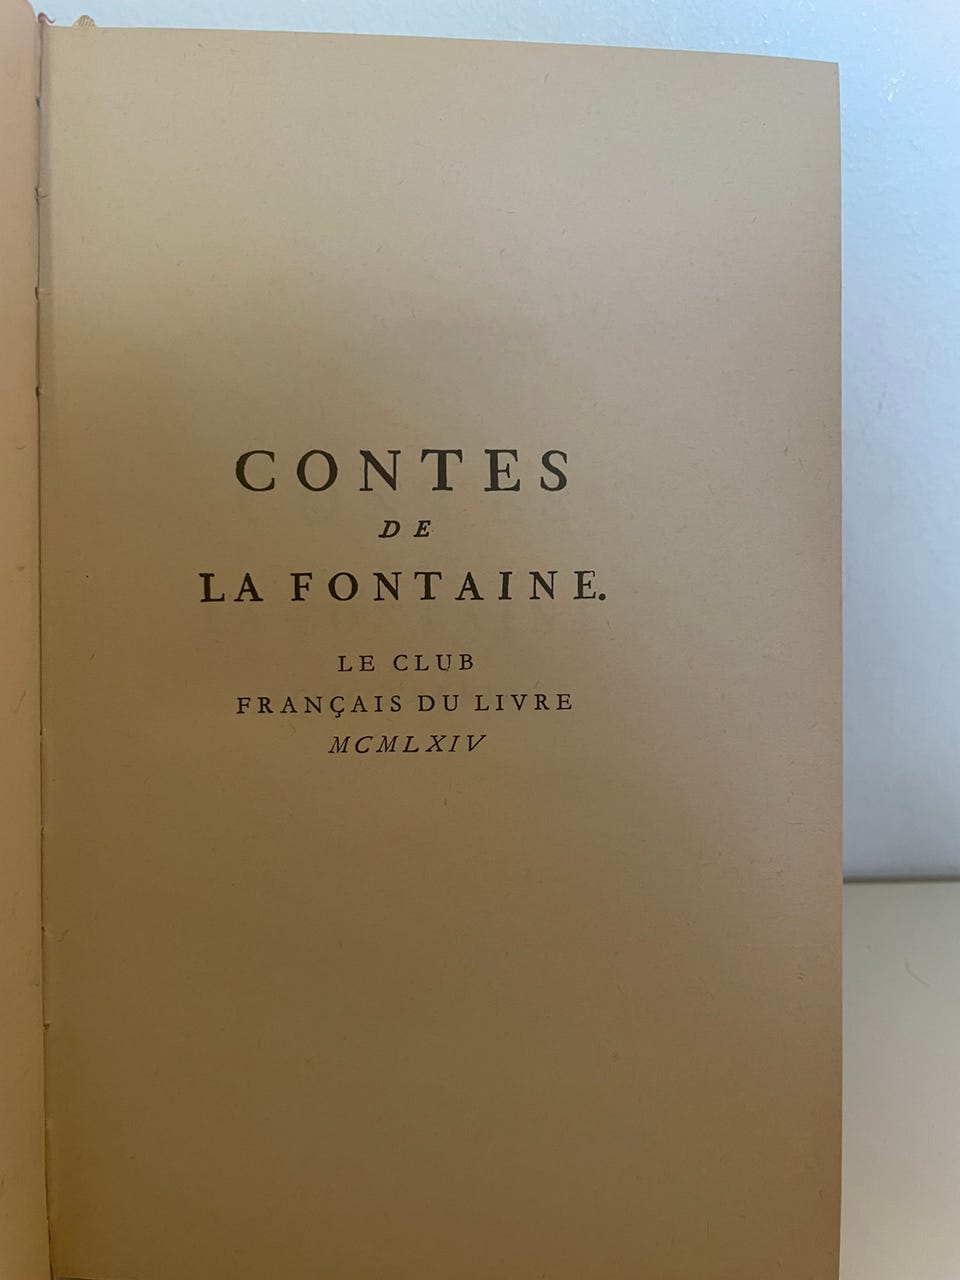 CONTES
DE
LA FONTAINE.
LE CLUB
FRANÇAIS DU LIVRE
MCMLXIV